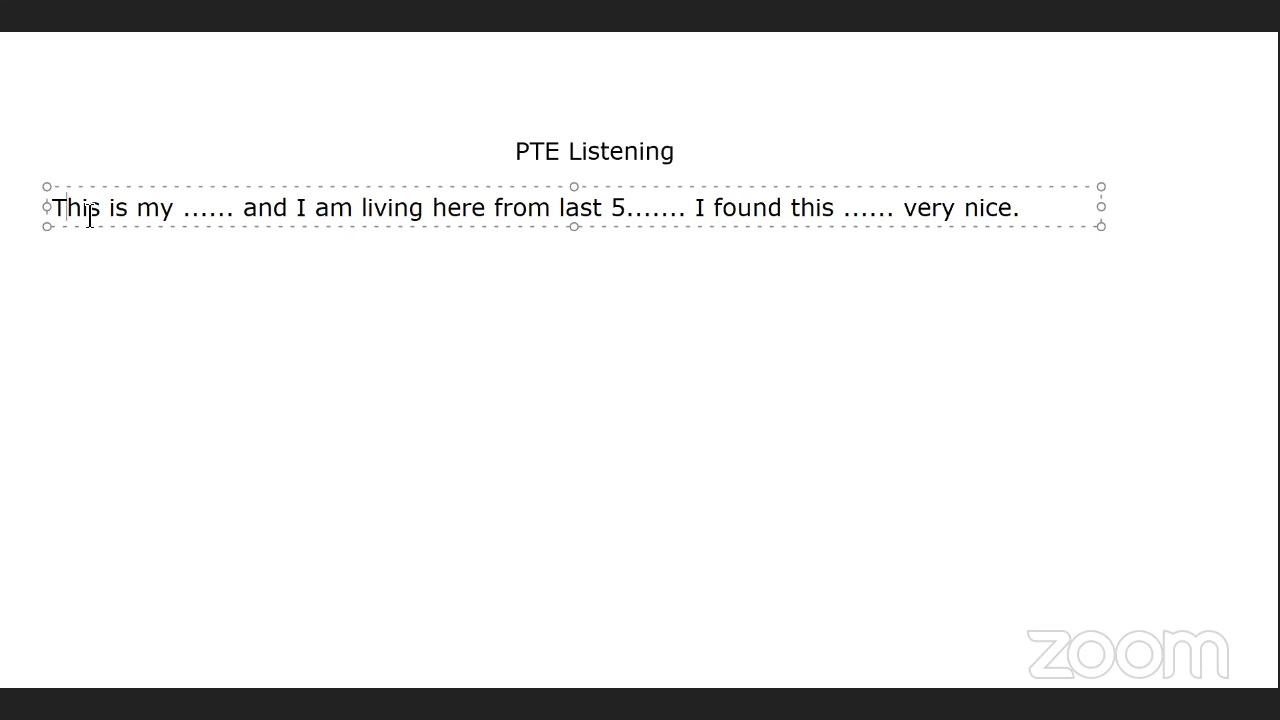 PTE Listening
This is my ...... and I am living here from last 5....... I found this ...... very nice.
zoom